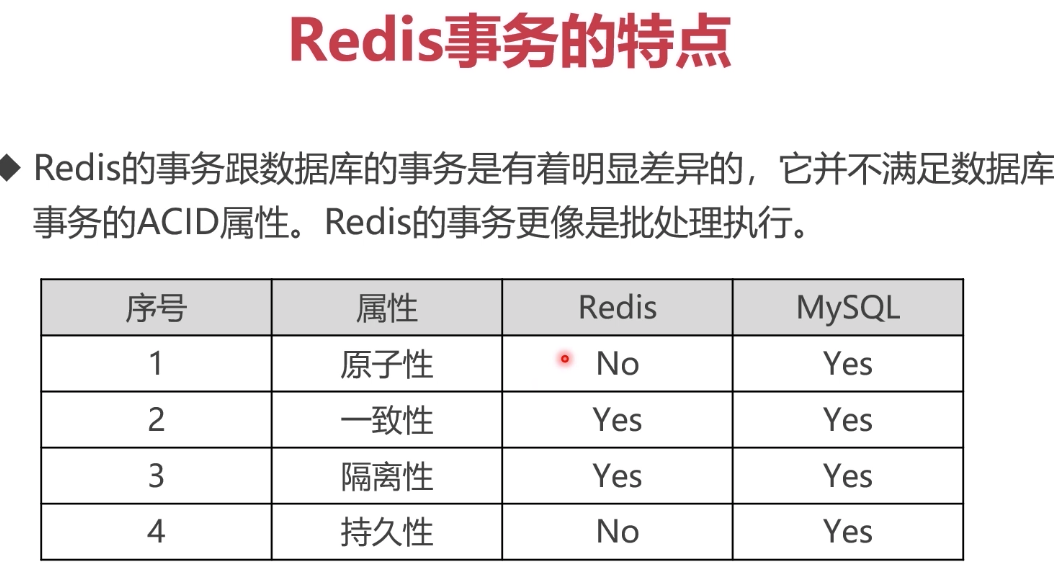 Redis事务的特点
Redis的事务跟数据库的事务是有着明显差异的，它并不满足数据库
事务的ACID属性。Redis的事务更像是批处理执行。
序号 属性 Redis MySQL
1 原子性 No Yes
2 一致性 Yes Yes
3 隔离性 Yes Yes
4 持久性 No Yes